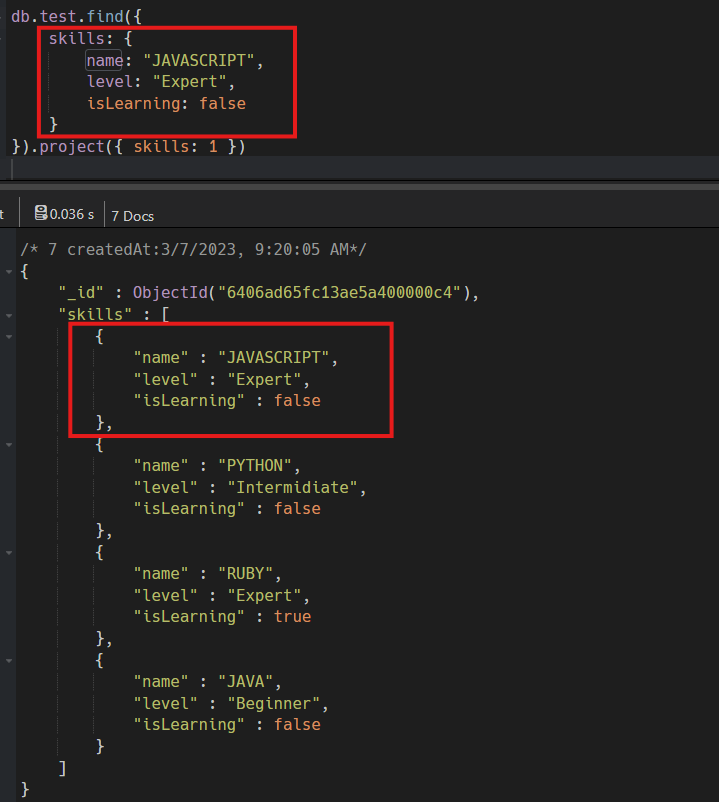 db.test.find({
skills: {
name: "JAVASCRIPT",
level: "Expert",
isLearning: false
}
}).project({ skills: 1 })
t 0.036 s 7 Docs
/* 7 createdAt:3/7/2023, 9:20:05 AM*/
{
"_id" : ObjectId("6406ad65fc13ae5a400000c4"),
"skills" : [
{
"name" : "JAVASCRIPT",
"level" : "Expert",
"isLearning" : false
},
{
"name" : "PYTHON",
"level" : "Intermidiate",
"isLearning" : false
},
{
"name" : "RUBY",
"level" : "Expert",
"isLearning" : true
},
{
"name" : "JAVA",
"level" : "Beginner",
"isLearning" : false
}
]
}